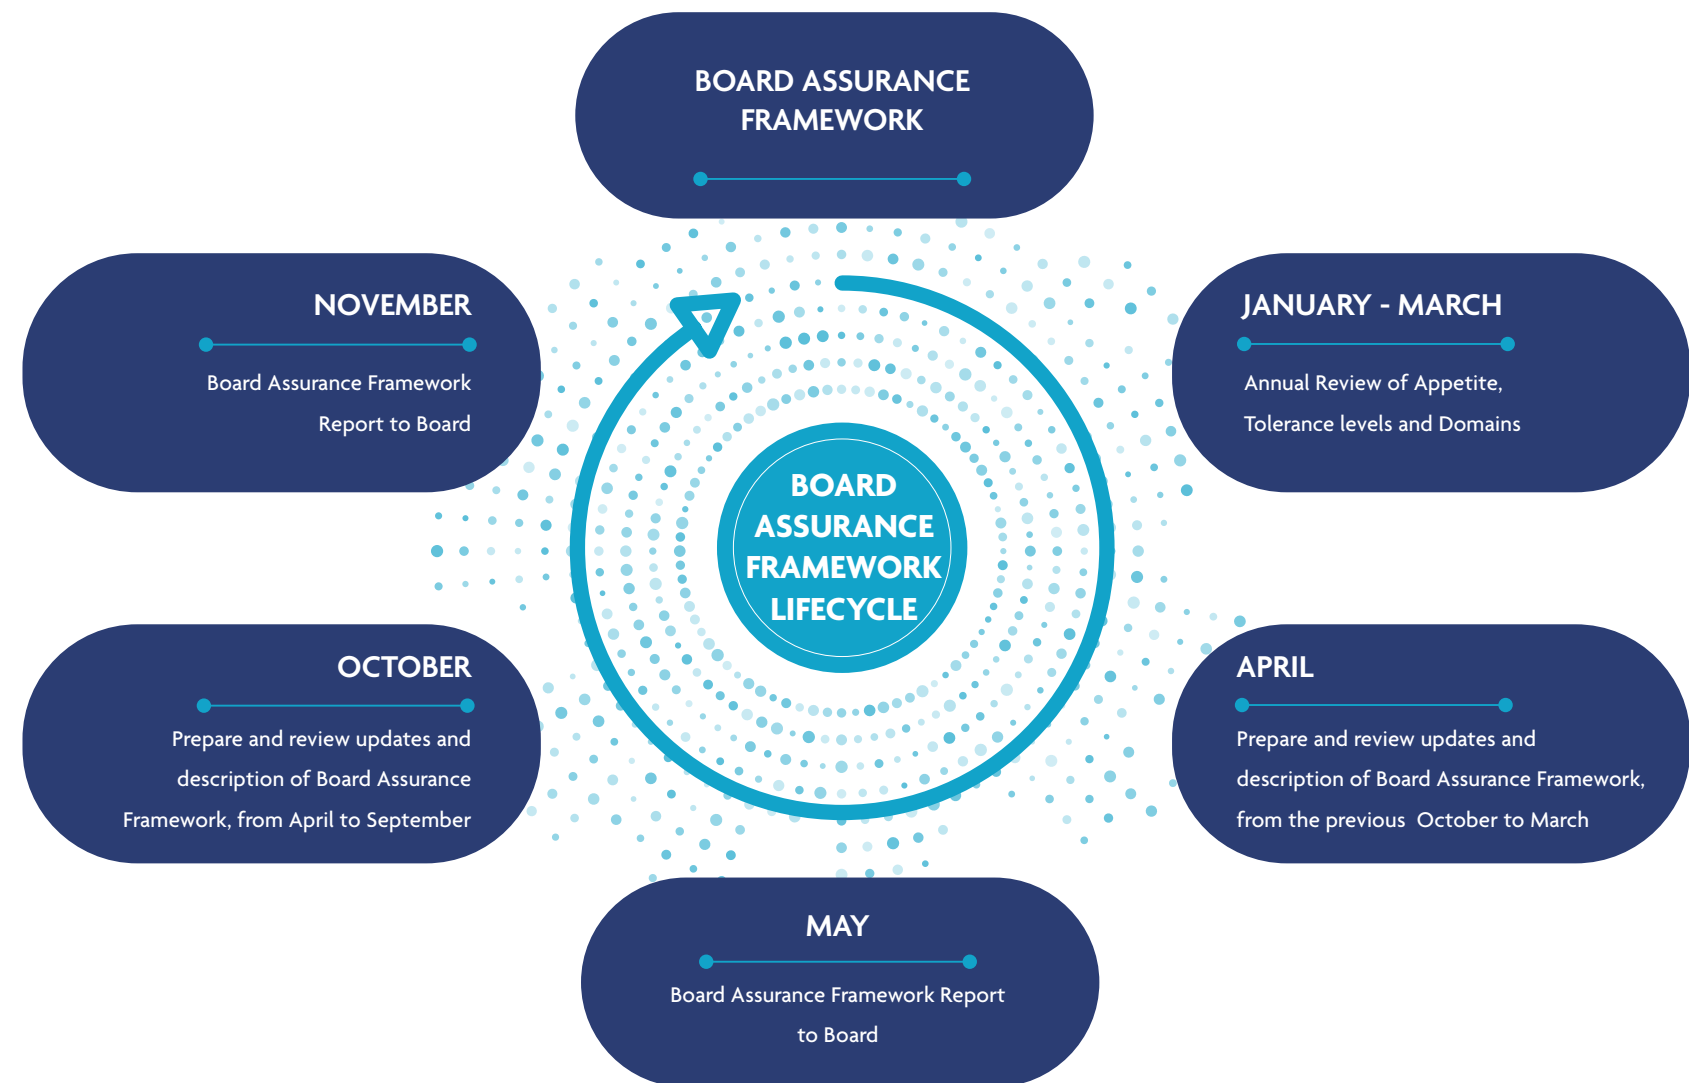 BOARD ASSURANCE
FRAMEWORK
JANUARY - MARCH
Annual Review of Appetite,
Tolerance levels and Domains
APRIL
Prepare and review updates and
description of Board Assurance Framework,
from the previous October to March
MAY
Board Assurance Framework Report
to Board
OCTOBER
Prepare and review updates and
description of Board Assurance
Framework, from April to September
NOVEMBER
Board Assurance Framework
Report to Board
BOARD
ASSURANCE
FRAMEWORK
LIFECYCLE